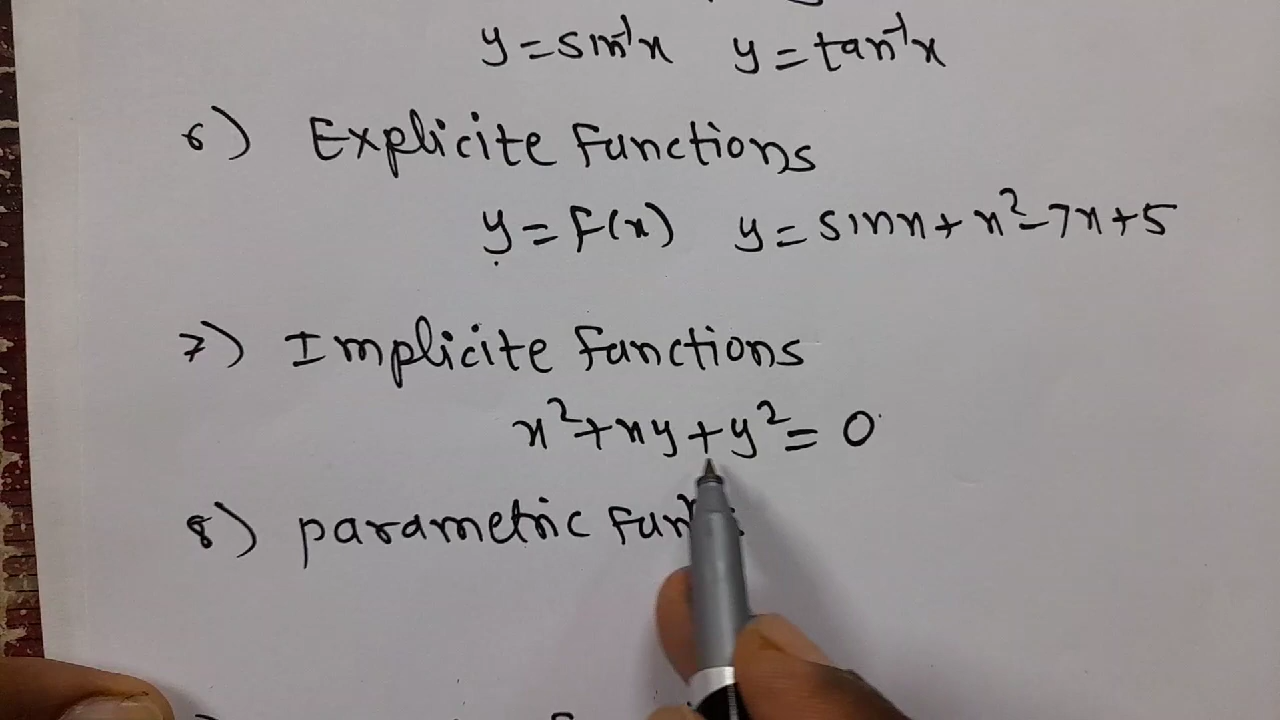 y = sin⁻¹x y = tan⁻¹x
6) Explicite Functions
y = F(x) y = sinx + x² - 7x + 5
7) Implicite Functions
x² + xy + y² = 0
8) parametric